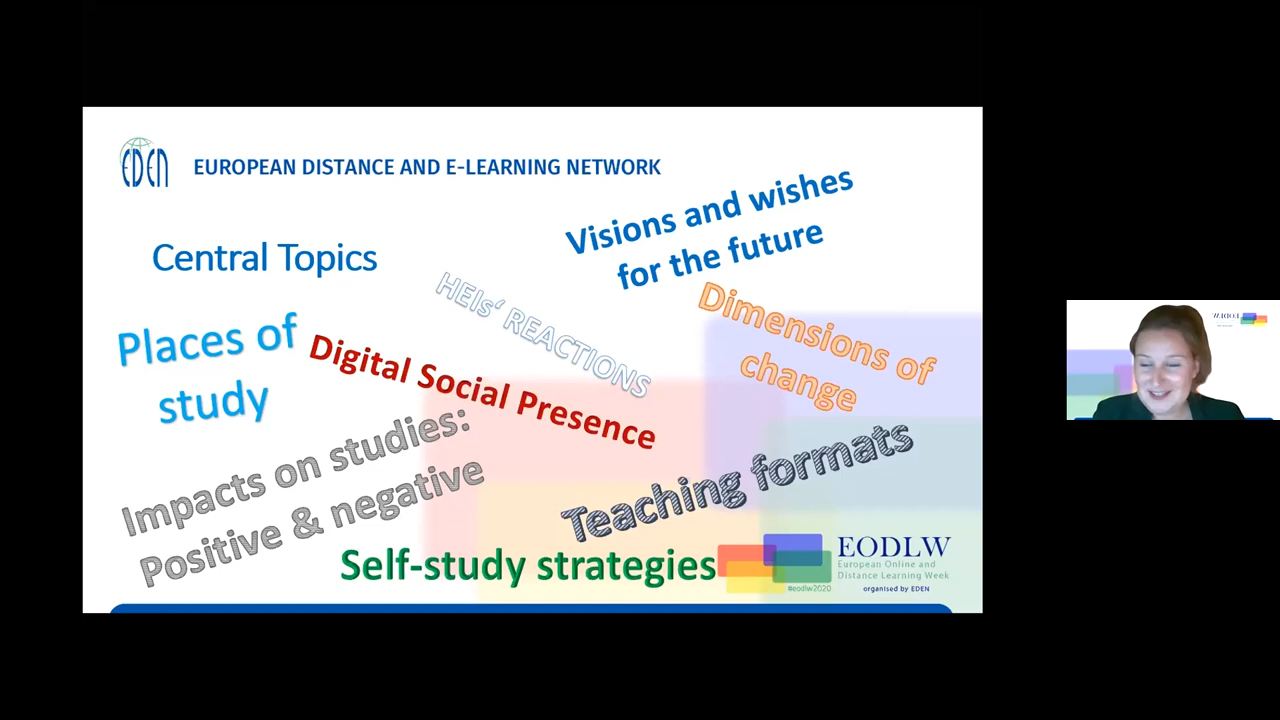 EDEN
EUROPEAN DISTANCE AND E-LEARNING NETWORK
Visions and wishes
for the future
Central Topics
HEIs‘ REACTIONS
Dimensions of
change
Places of
study
Digital Social Presence
Impacts on studies:
Positive & negative
Teaching formats
Self-study strategies
EODLW
European Online and
Distance Learning Week
#eodlw2020
organised by EDEN